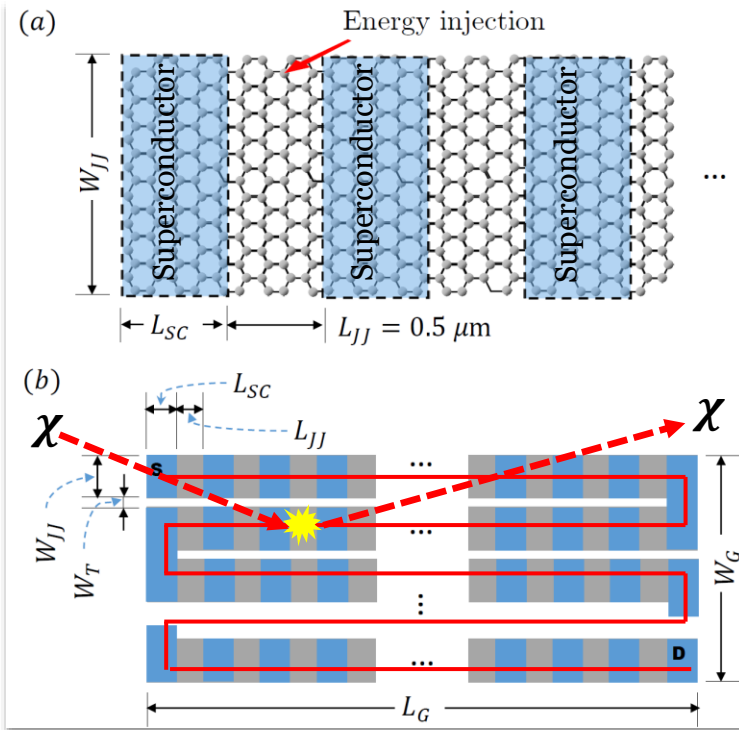 (a)
Energy injection
Superconductor
Superconductor
Superconductor
W_JJ
...
L_SC
L_JJ = 0.5 μm
(b)
L_SC
χ
χ
L_JJ
S
...
W_JJ
W_T
...
W_G
...
⋮
...
D
L_G